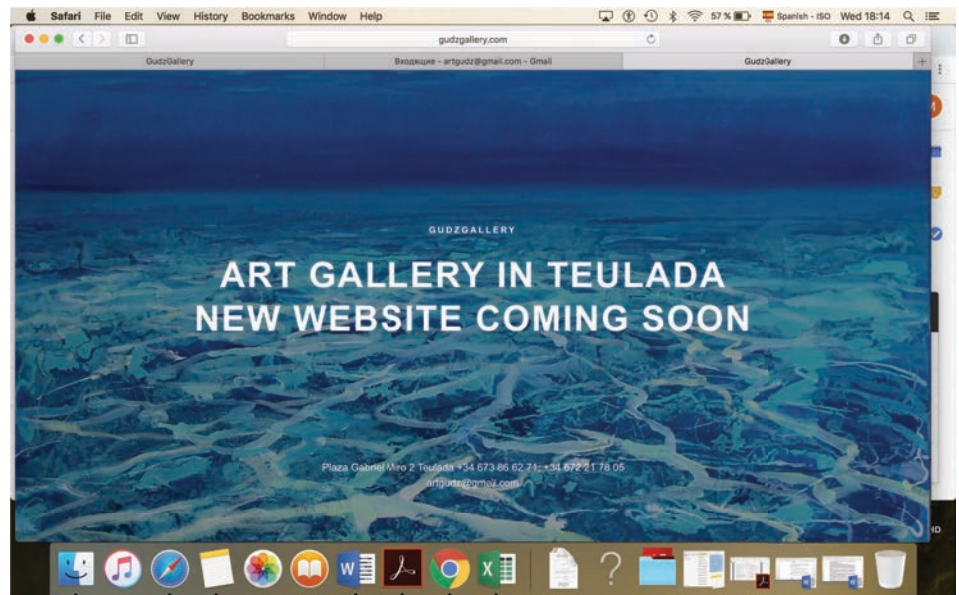 Safari File Edit View History Bookmarks Window Help 57 % Spanish - ISO Wed 18:14
gudzgallery.com
GudzGallery Входящие - artgudz@gmail.com - Gmail GudzGallery
GUDZGALLERY
ART GALLERY IN TEULADA
NEW WEBSITE COMING SOON
Plaza Gabriel Miro 2 Teulada +34 673 86 62 71; +34 672 21 78 05
artgudz@gmail.com
HD